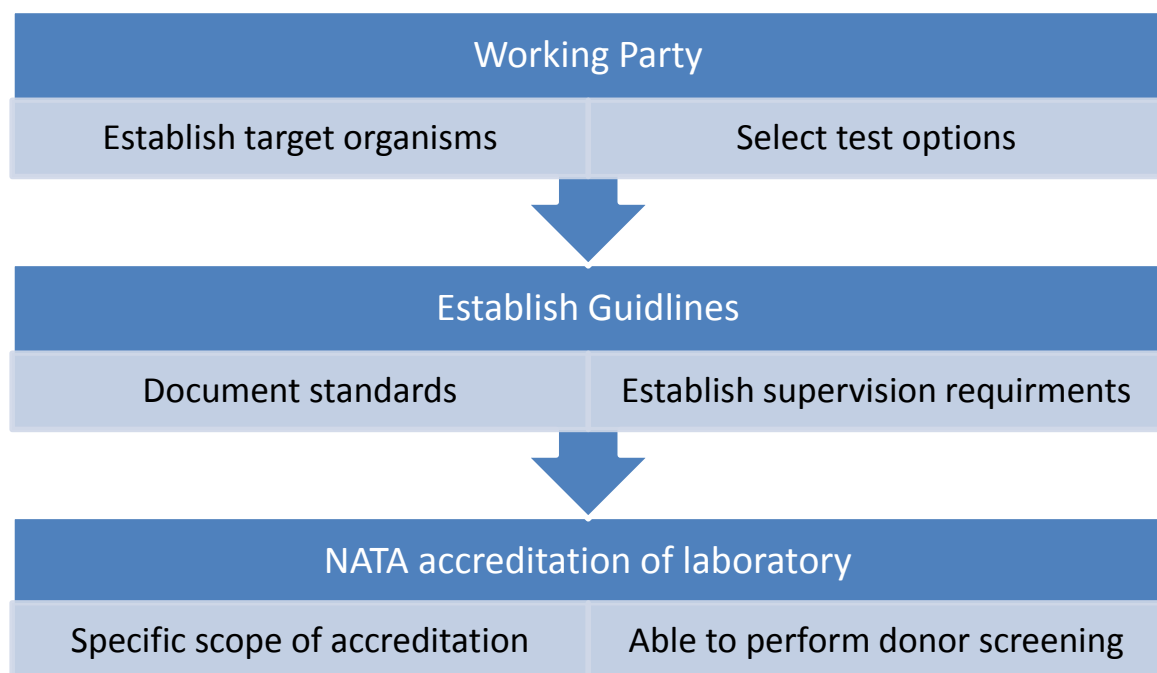 Working Party
Establish target organisms
Select test options
Establish Guidlines
Document standards
Establish supervision requirments
NATA accreditation of laboratory
Specific scope of accreditation
Able to perform donor screening